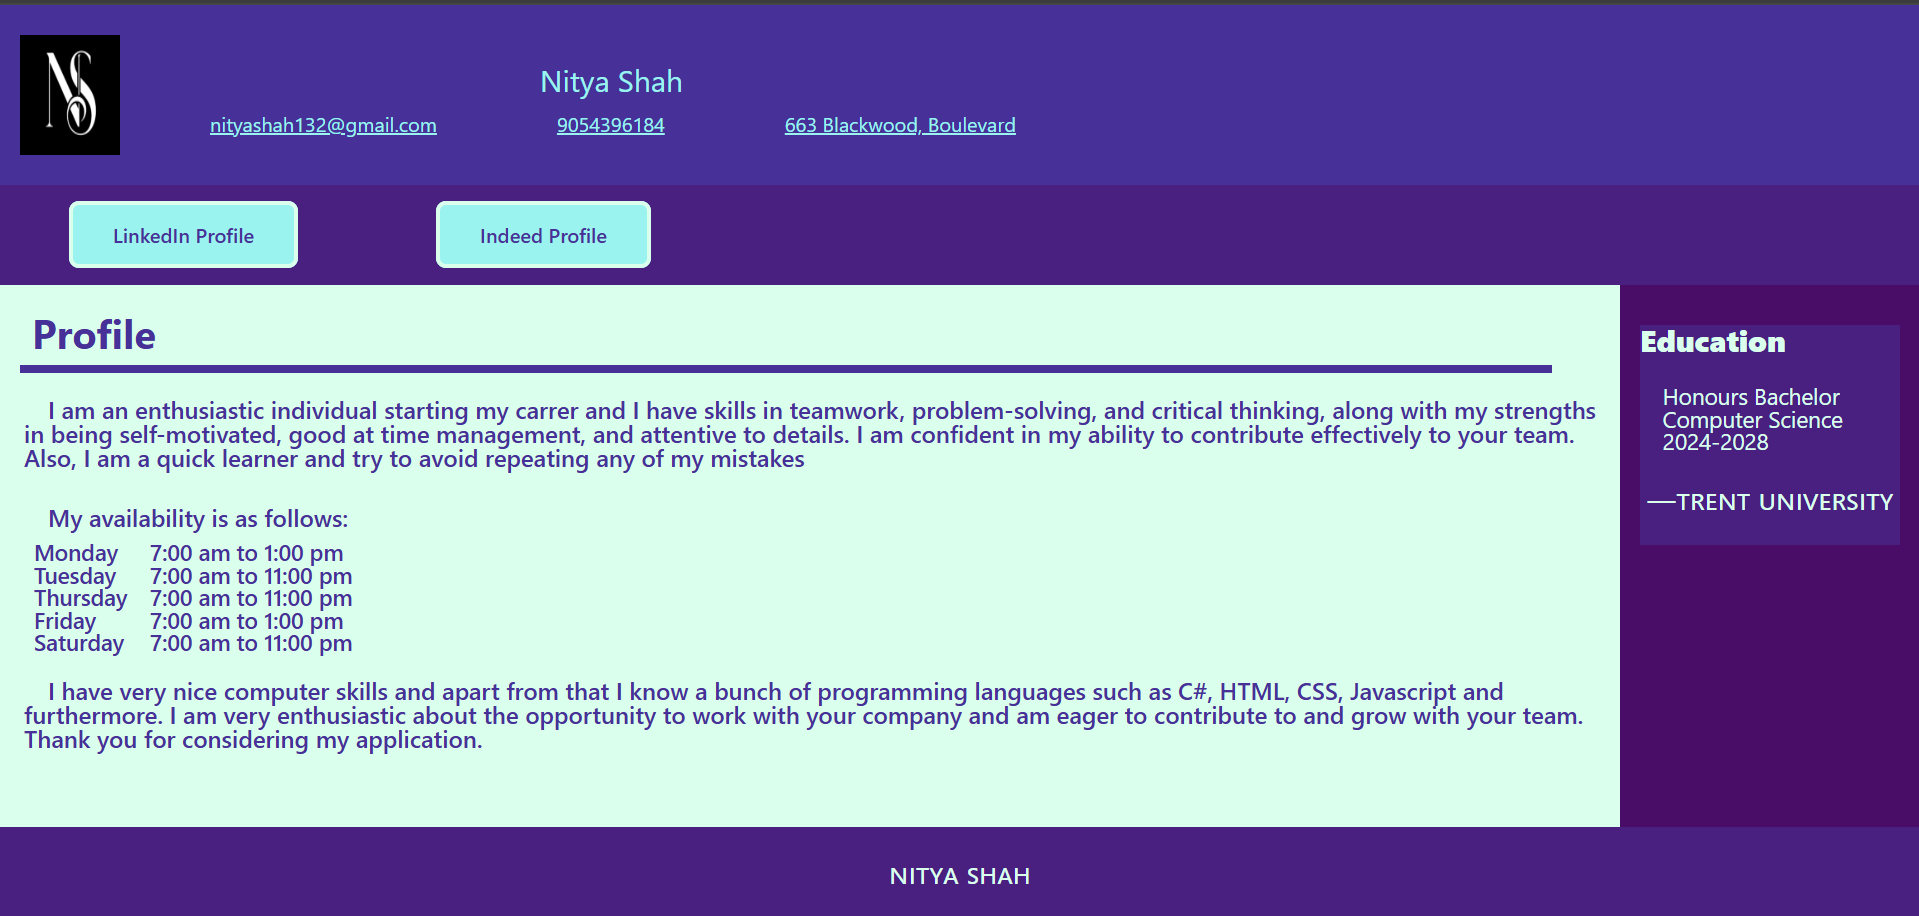 NS
Nitya Shah
nityashah132@gmail.com 9054396184 663 Blackwood, Boulevard
LinkedIn Profile Indeed Profile
Profile
I am an enthusiastic individual starting my carrer and I have skills in teamwork, problem-solving, and critical thinking, along with my strengths
in being self-motivated, good at time management, and attentive to details. I am confident in my ability to contribute effectively to your team.
Also, I am a quick learner and try to avoid repeating any of my mistakes
My availability is as follows:
Monday 7:00 am to 1:00 pm
Tuesday 7:00 am to 11:00 pm
Thursday 7:00 am to 11:00 pm
Friday 7:00 am to 1:00 pm
Saturday 7:00 am to 11:00 pm
I have very nice computer skills and apart from that I know a bunch of programming languages such as C#, HTML, CSS, Javascript and
furthermore. I am very enthusiastic about the opportunity to work with your company and am eager to contribute to and grow with your team.
Thank you for considering my application.
Education
Honours Bachelor
Computer Science
2024-2028
—TRENT UNIVERSITY
NITYA SHAH